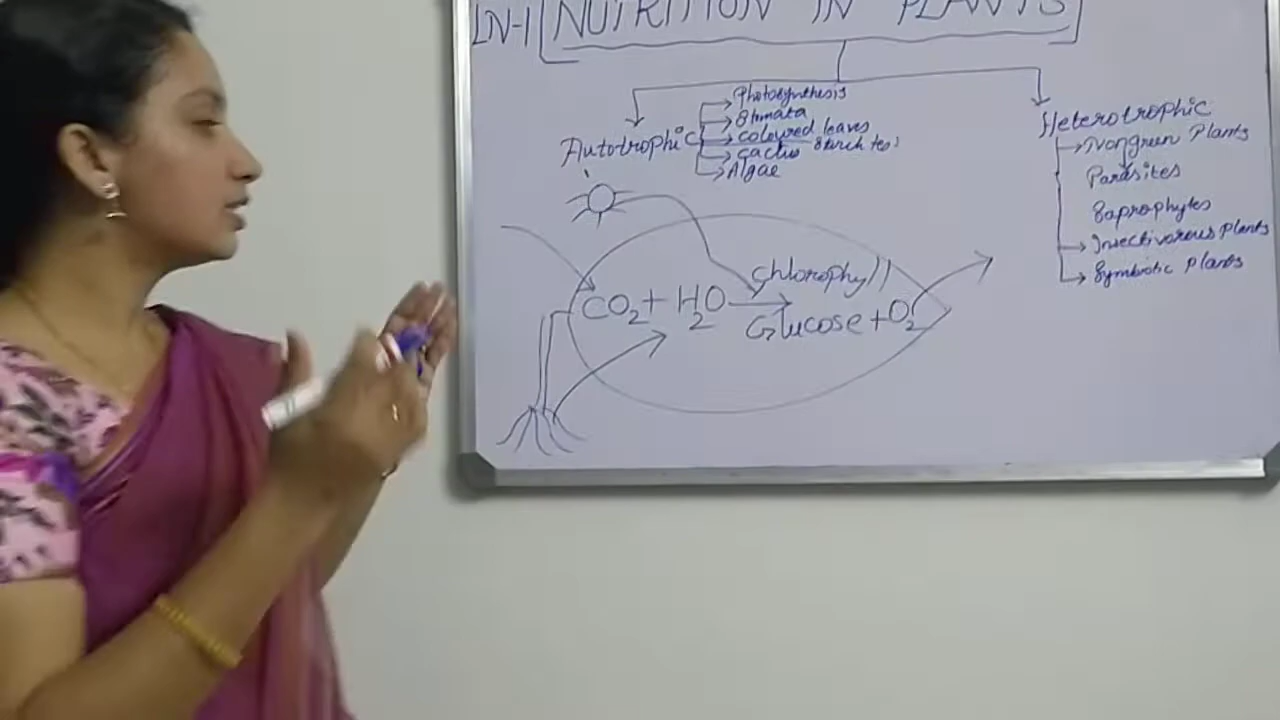 LN-1 NUTRITION IN PLANTS
Autotrophic
Photosynthesis
Stomata
coloured leaves
cactus starch test
Algae
Heterotrophic
Nongreen Plants
Parasites
Saprophytes
Insectivorous plants
Symbiotic plants
CO2 + H2O
chlorophyll
Glucose + O2